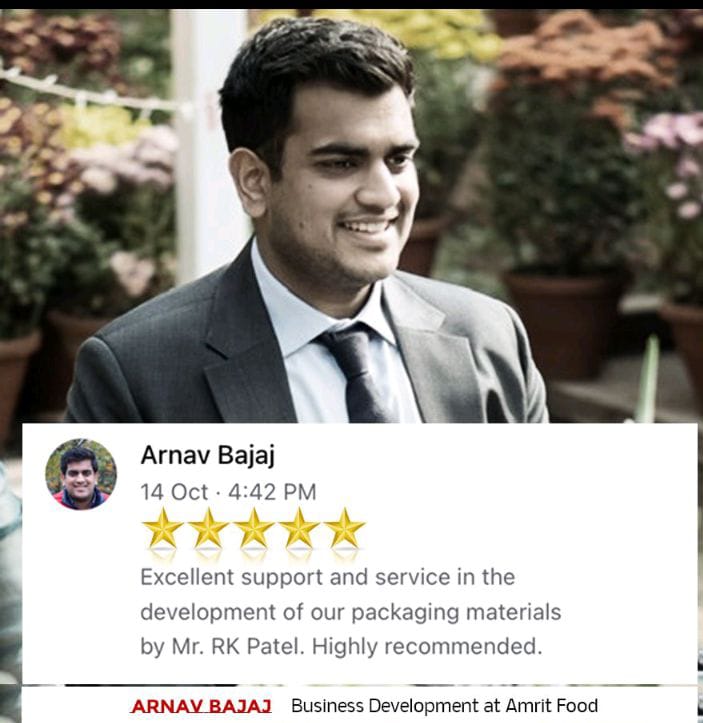 Arnav Bajaj
14 Oct · 4:42 PM
Excellent support and service in the
development of our packaging materials
by Mr. RK Patel. Highly recommended.
ARNAV BAJAJ Business Development at Amrit Food